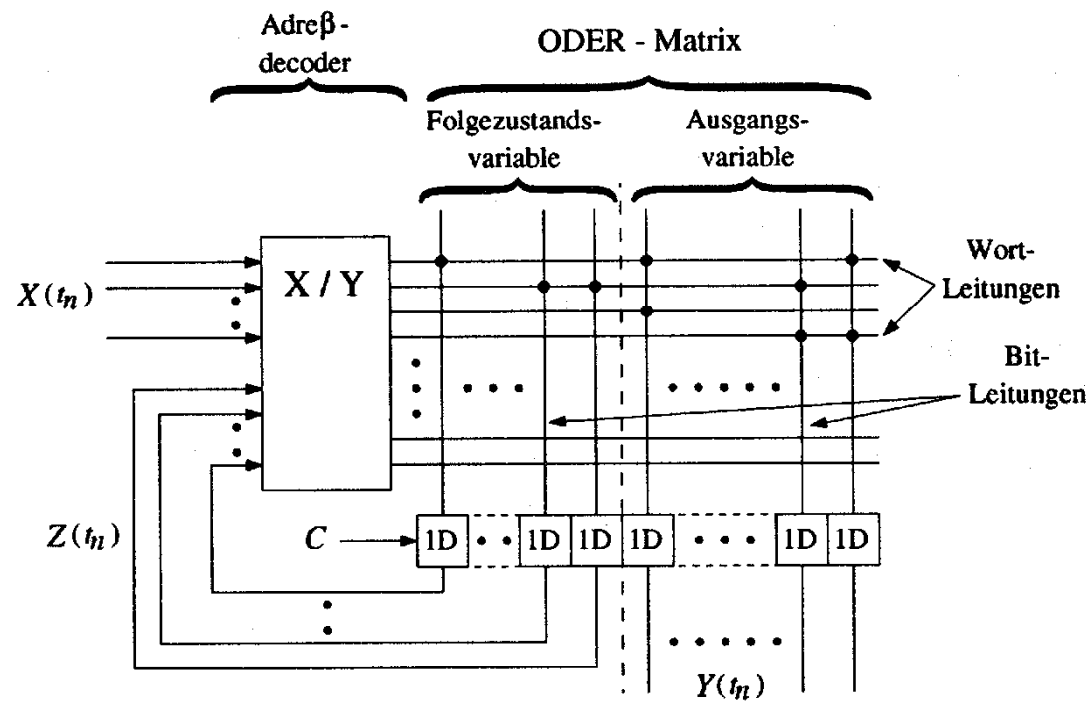 Adreβ-
decoder
ODER - Matrix
Folgezustands-
variable
Ausgangs-
variable
X(tn)
X / Y
Wort-
Leitungen
Bit-
Leitungen
Z(tn)
C
1D
1D
1D
1D
1D
1D
Y(tn)